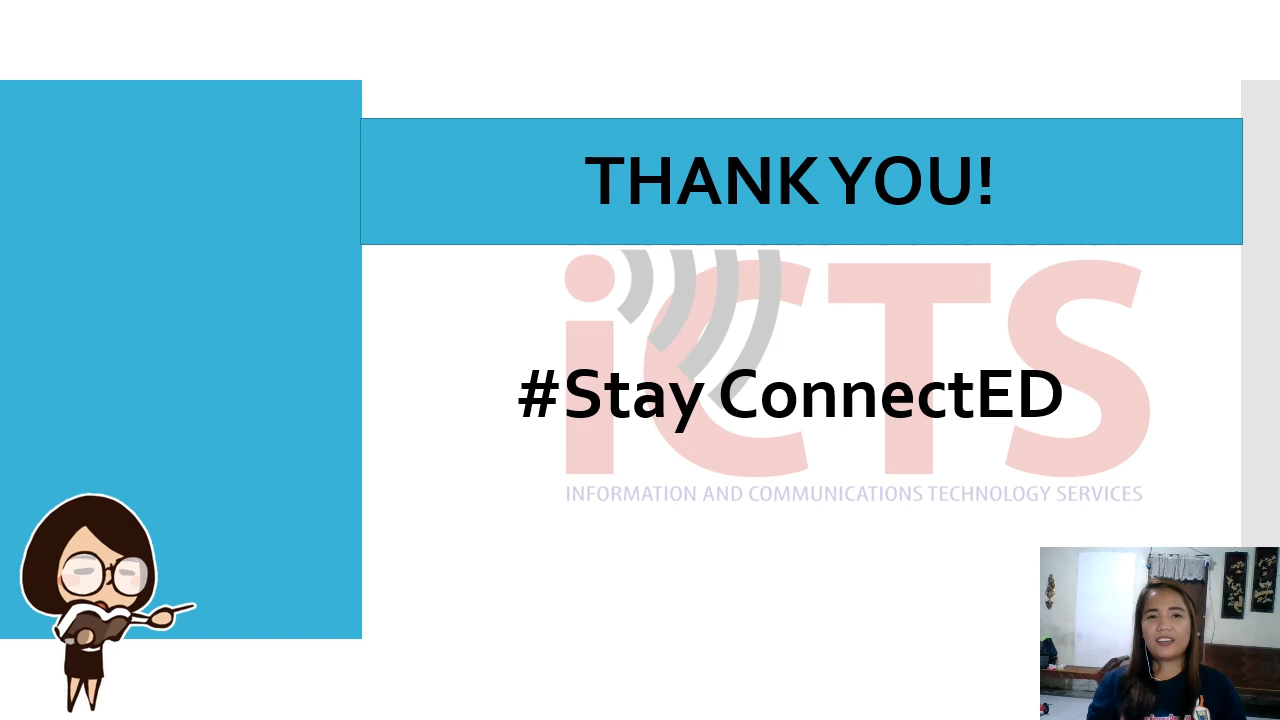 THANK YOU!
iCTS
#Stay ConnectED
INFORMATION AND COMMUNICATIONS TECHNOLOGY SERVICES